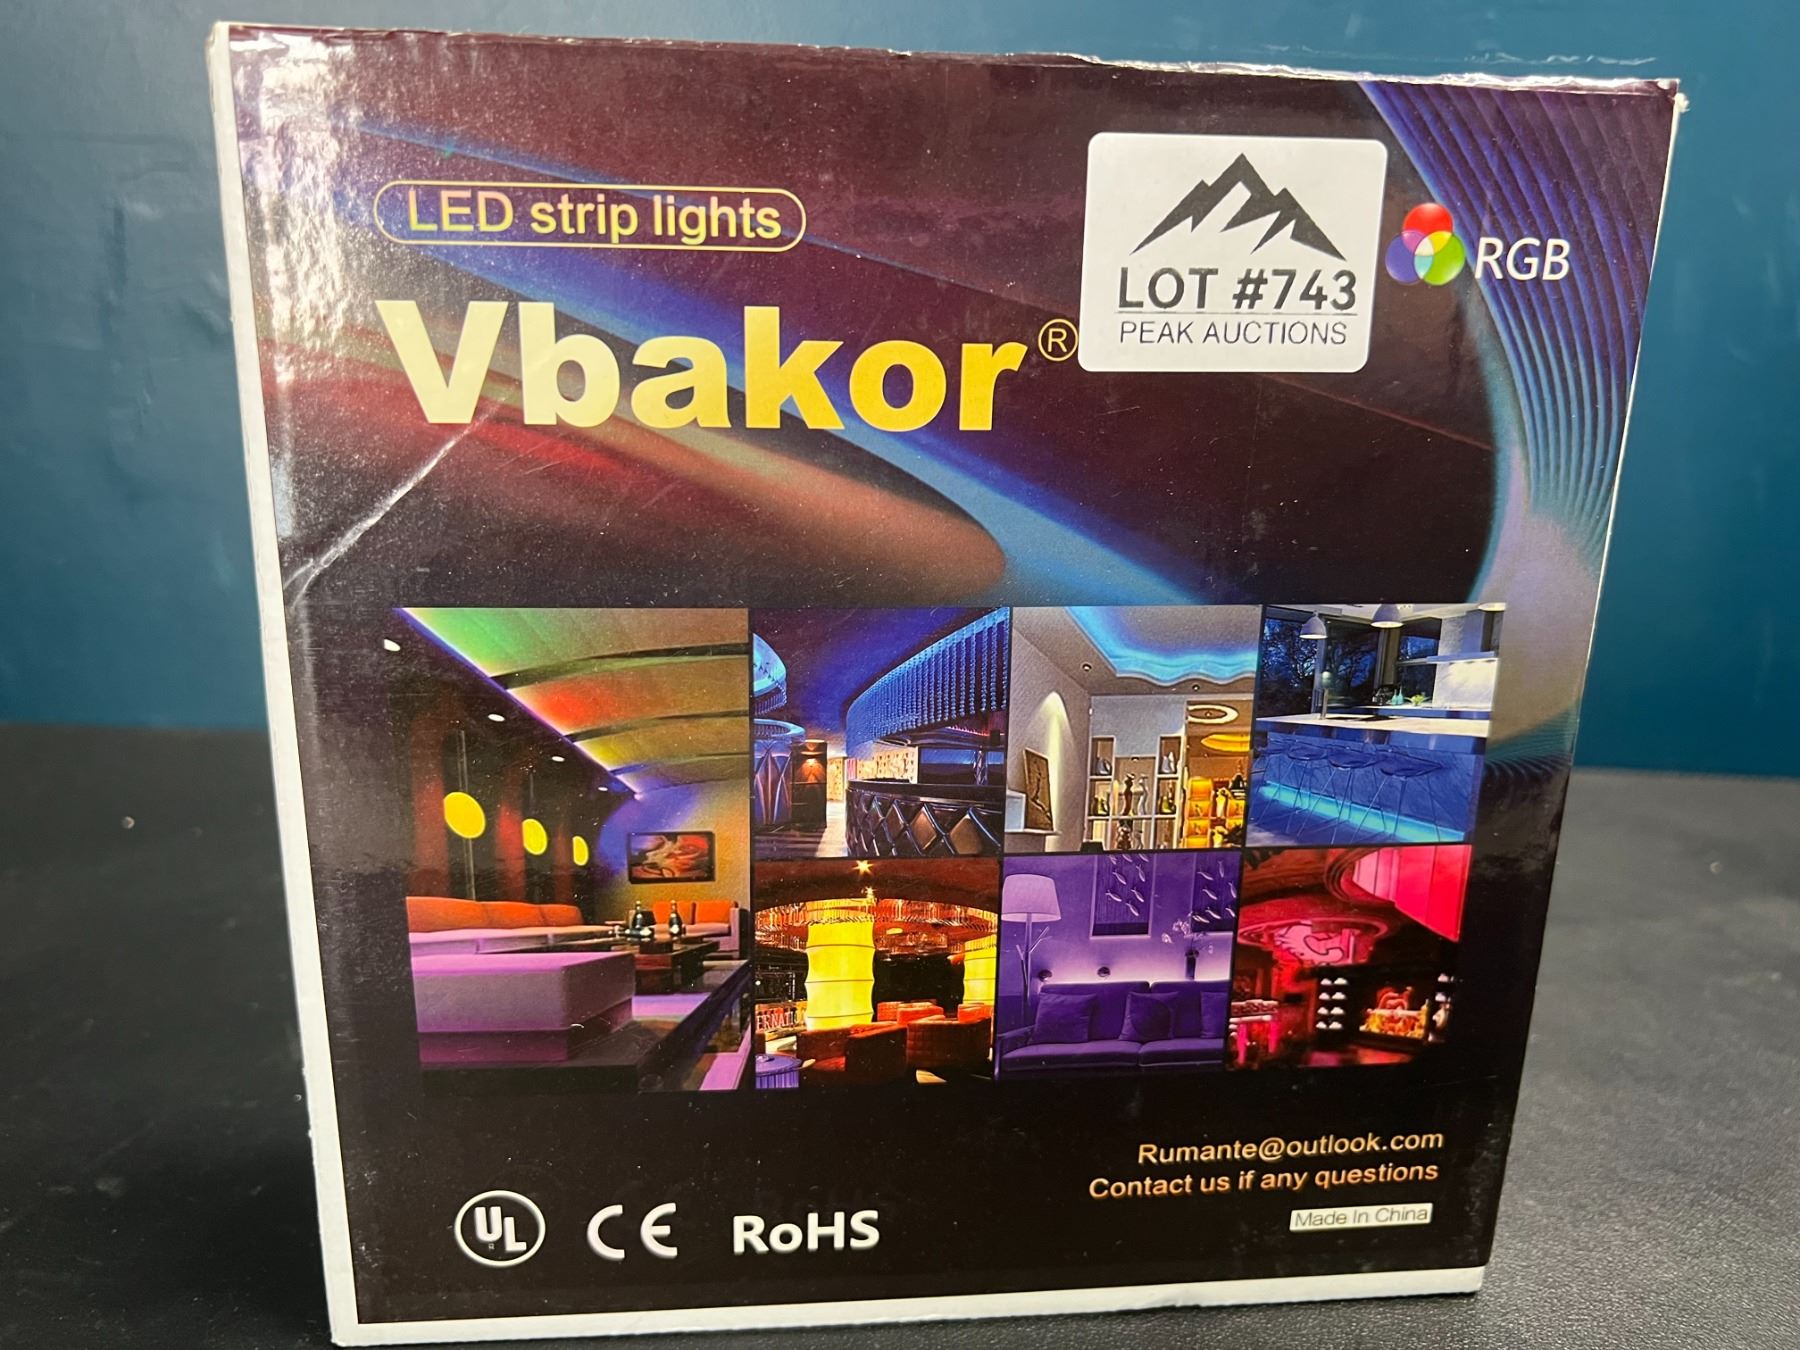 LED strip lights
Vbakor®
LOT #743
PEAK AUCTIONS
RGB
ERNATI
Rumante@outlook.com
Contact us if any questions
Made In China
UL
R
CE
RoHS